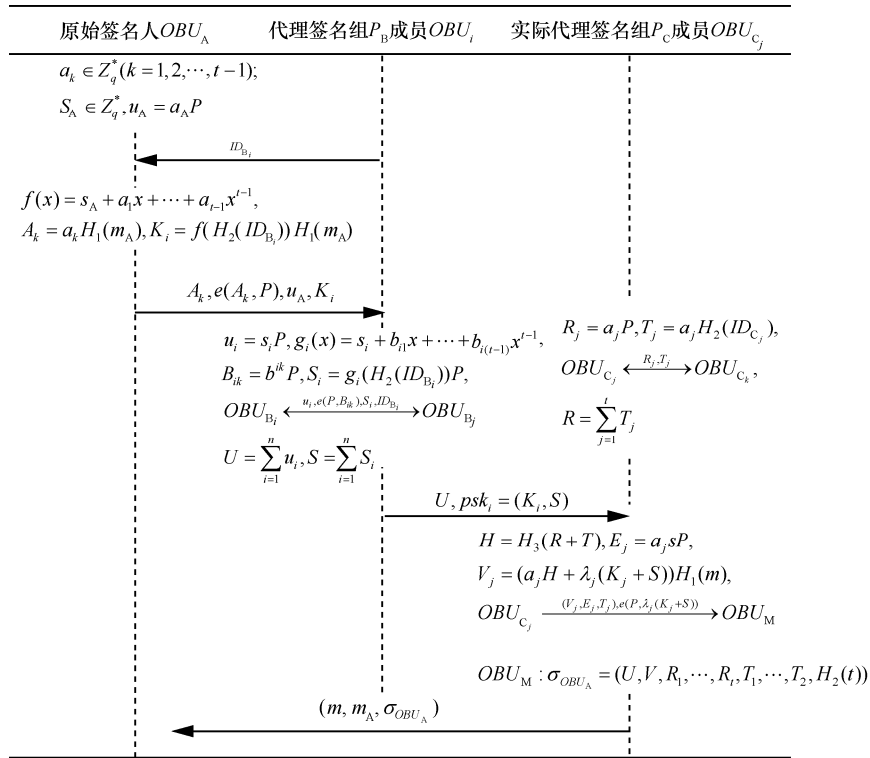 原始签名人OBU_A 代理签名组P_B成员OBU_i 实际代理签名组P_C成员OBU_{C_j}
a_k ∈ Z_q^*(k=1,2,⋯,t−1);
S_A ∈ Z_q^*, u_A = a_A P
ID_{B_i}
f(x) = s_A + a_1x + ⋯ + a_{t−1}x^{t−1},
A_k = a_k H_1(m_A), K_i = f(H_2(ID_{B_i}))H_1(m_A)
A_k, e(A_k, P), u_A, K_i
u_i = s_i P, g_i(x) = s_i + b_{i1}x + ⋯ + b_{i(t−1)}x^{t−1},
B_{ik} = b^{ik}P, S_i = g_i(H_2(ID_{B_i}))P,
OBU_{B_i} ⟷ u_i,e(P,B_{ik}),S_i,ID_{B_i} OBU_{B_j}
U = ∑_{i=1}^{n} u_i, S = ∑_{i=1}^{n} S_i
R_j = a_j P, T_j = a_j H_2(ID_{C_j}),
OBU_{C_j} ⟷ R_j,T_j OBU_{C_k},
R = ∑_{j=1}^{t} T_j
U, psk_i = (K_i, S)
H = H_3(R+T), E_j = a_j sP,
V_j = (a_j H + λ_j(K_j + S))H_1(m),
OBU_{C_j} ⟶ (V_j,E_j,T_j),e(P,λ_j(K_j+S)) OBU_M
OBU_M : σ_{OBU_A} = (U,V,R_1,⋯,R_t,T_1,⋯,T_2,H_2(t))
(m, m_A, σ_{OBU_A})